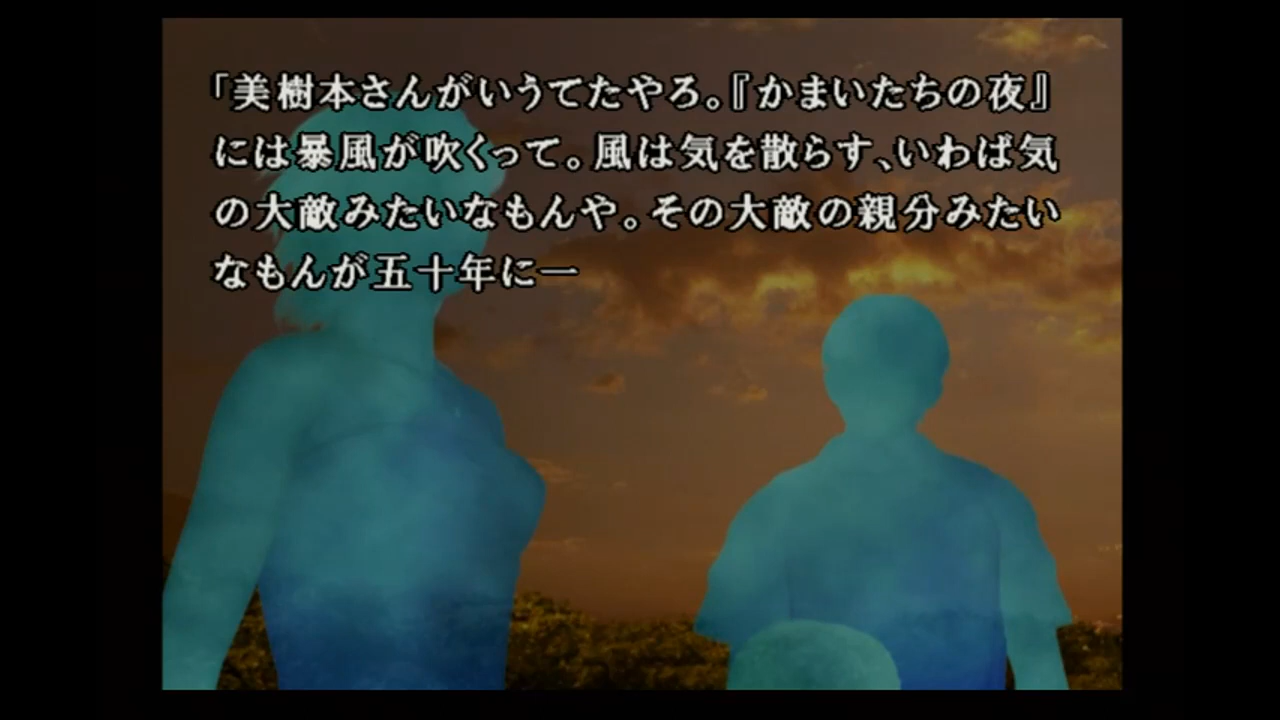 「美樹本さんがいうてたやろ。『かまいたちの夜』
には暴風が吹くって。風は気を散らす、いわば気
の大敵みたいなもんや。その大敵の親分みたい
なもんが五十年に一